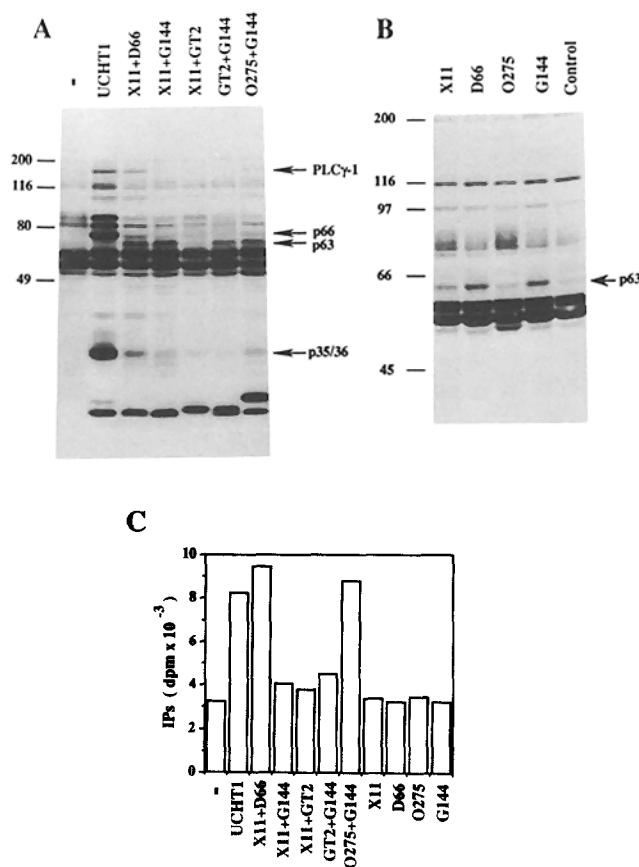 A
-
UCHT1
X11+D66
X11+G144
X11+GT2
GT2+G144
O275+G144
200
116
80
49
PLCγ-1
p66
p63
p35/36
B
X11
D66
O275
G144
Control
200
116
97
66
45
p63
C
10
8
6
4
2
0
IPs ( dpm x 10 -3 )
-
UCHT1
X11+D66
X11+G144
X11+GT2
GT2+G144
O275+G144
X11
D66
O275
G144